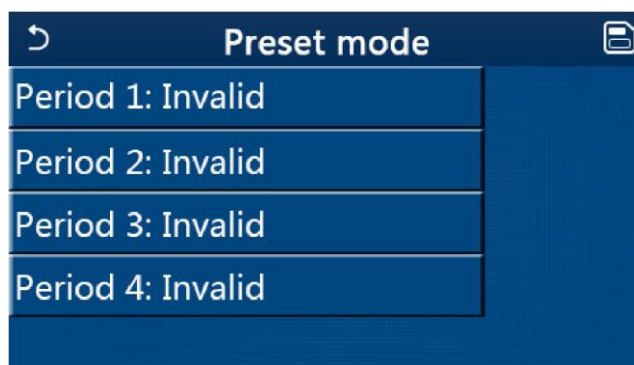 Preset mode
Period 1: Invalid
Period 2: Invalid
Period 3: Invalid
Period 4: Invalid